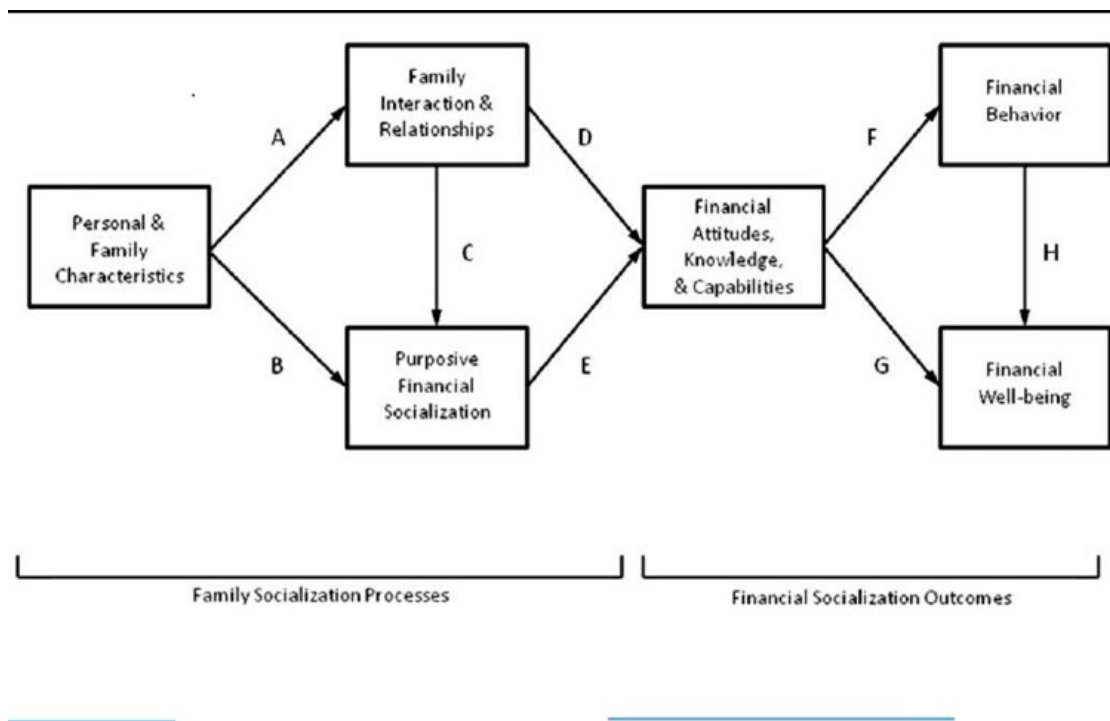 Family
Interaction &
Relationships
Financial
Behavior
A
D
F
Personal &
Family
Characteristics
C
Financial
Attitudes,
Knowledge,
& Capabilities
H
B
Purposive
Financial
Socialization
E
G
Financial
Well-being
Family Socialization Processes
Financial Socialization Outcomes